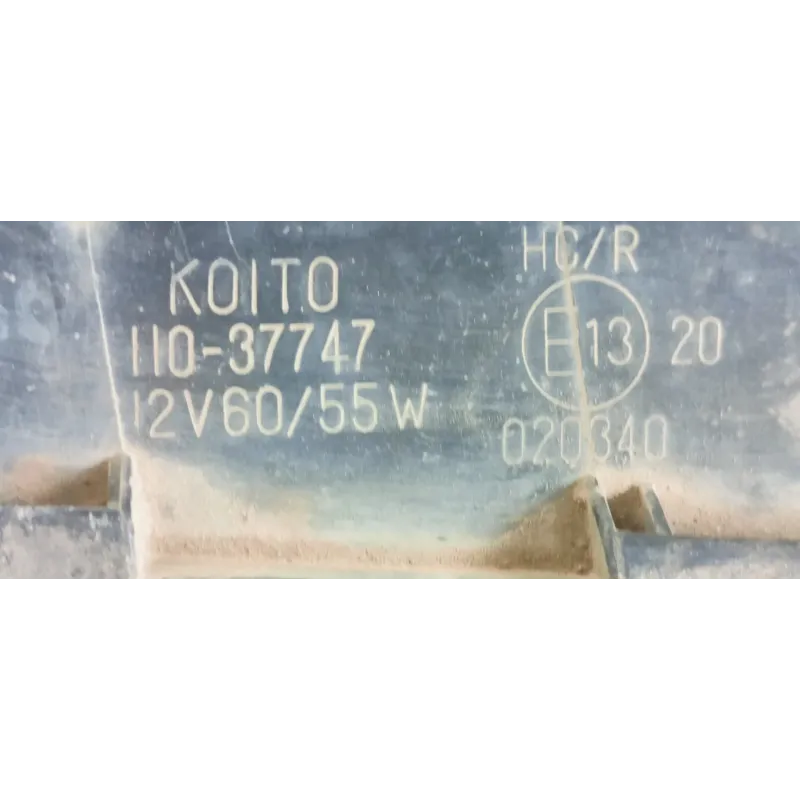 KOITO
110-37747
12V60/55W
HC/R
E13 20
020340